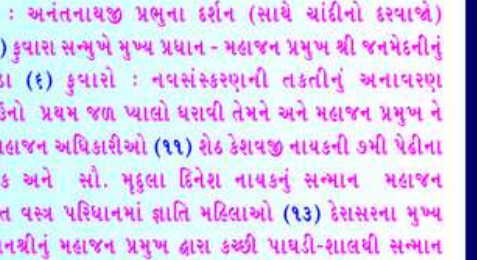 : અનંતનાથજી પ્રભુના દર્શન (સાથે ચાંદીનો દરવાજો)
) ફુવારા સન્મુખે મુખ્ય પ્રધાન - મહાજન પ્રમુખ શ્રી જનમેદનીનું
(૬) ફુવારો : નવસંસ્કરણની તકતીનું અનાવરણ
પ્રથમ જળ પ્યાલો ધરાવી તેમને અને મહાજન પ્રમુખ ને
મહાજન અધિકારીઓ (૧૧) શેઠ કેશવજી નાયકની ૭મી પેઢીના
ક અને સૌ. મૃદુલા દિનેશ નાયકનું સન્માન મહાજન
ત વસ્ત્ર પરિધાનમાં જ્ઞાતિ મહિલાઓ (૧૩) દેરાસરના મુખ્ય
નશ્રીનું મહાજન પ્રમુખ દ્વારા કચ્છી પાઘડી-શાલથી સન્માન